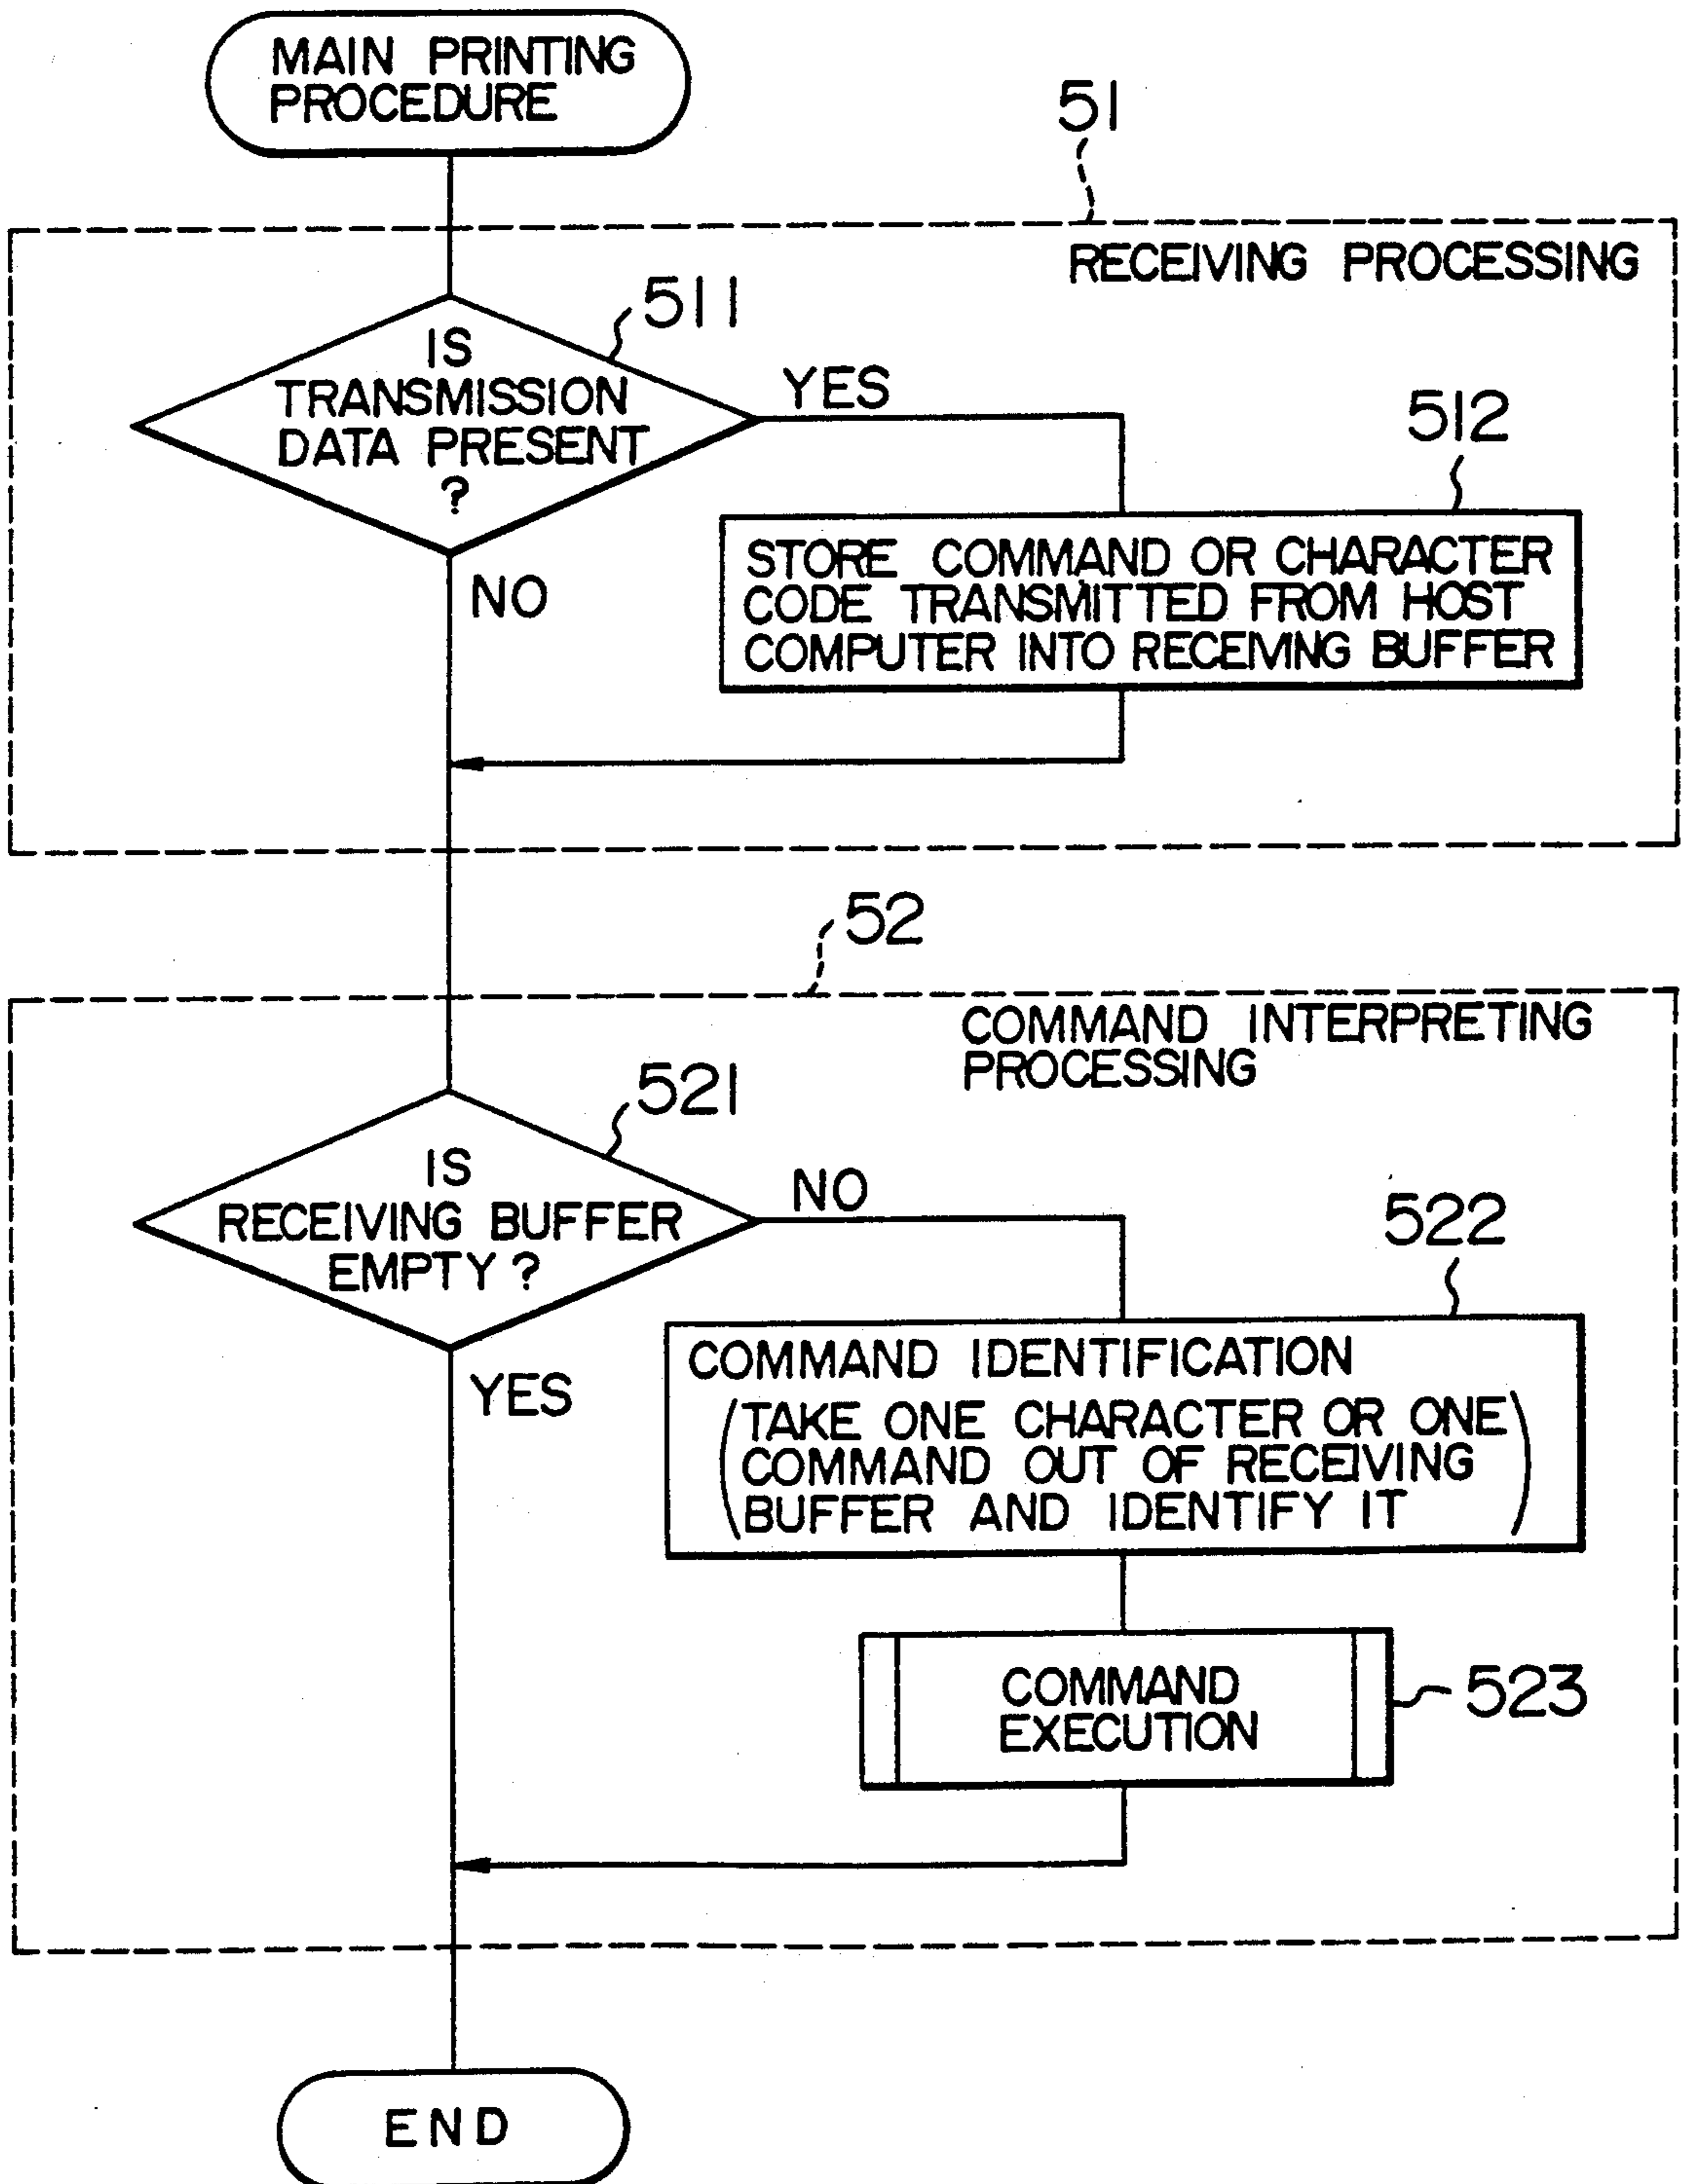 MAIN PRINTING
PROCEDURE
51
RECEIVING PROCESSING
511
IS
TRANSMISSION
DATA PRESENT
?
YES
512
NO
STORE COMMAND OR CHARACTER
CODE TRANSMITTED FROM HOST
COMPUTER INTO RECEIVING BUFFER
52
COMMAND INTERPRETING
PROCESSING
521
IS
RECEIVING BUFFER
EMPTY ?
NO
522
YES
COMMAND IDENTIFICATION
(TAKE ONE CHARACTER OR ONE
COMMAND OUT OF RECEIVING
BUFFER AND IDENTIFY IT)
COMMAND
EXECUTION
523
END